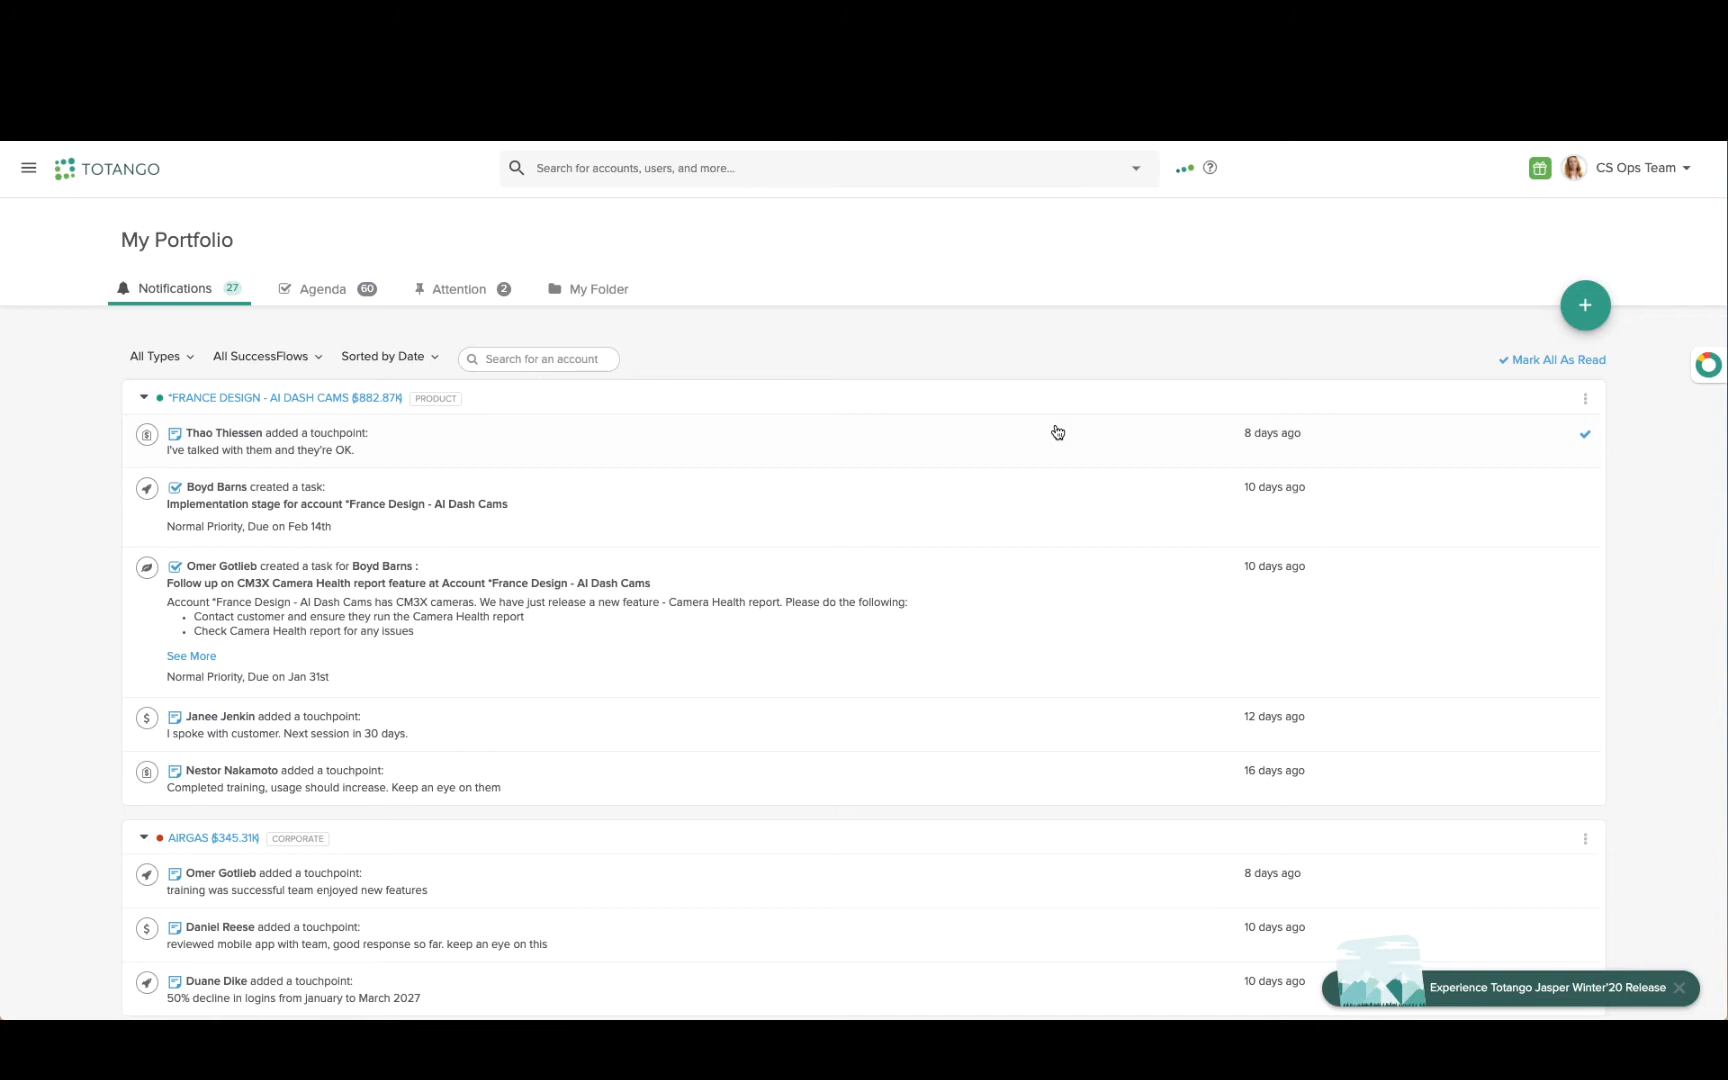 TOTANGO
Search for accounts, users, and more...
CS Ops Team
My Portfolio
Notifications 27
Agenda 60
Attention 2
My Folder
All Types
All SuccessFlows
Sorted by Date
Search for an account
Mark All As Read
*FRANCE DESIGN - AI DASH CAMS ($882.87K) PRODUCT
Thao Thiessen added a touchpoint: 8 days ago
I've talked with them and they're OK.
Boyd Barns created a task: 10 days ago
Implementation stage for account *France Design - AI Dash Cams
Normal Priority, Due on Feb 14th
Omer Gotlieb created a task for Boyd Barns : 10 days ago
Follow up on CM3X Camera Health report feature at Account *France Design - AI Dash Cams
Account *France Design - AI Dash Cams has CM3X cameras. We have just release a new feature - Camera Health report. Please do the following:
• Contact customer and ensure they run the Camera Health report
• Check Camera Health report for any issues
See More
Normal Priority, Due on Jan 31st
Janee Jenkin added a touchpoint: 12 days ago
I spoke with customer. Next session in 30 days.
Nestor Nakamoto added a touchpoint: 16 days ago
Completed training, usage should increase. Keep an eye on them
AIRGAS ($345.31K) CORPORATE
Omer Gotlieb added a touchpoint: 8 days ago
training was successful team enjoyed new features
Daniel Reese added a touchpoint: 10 days ago
reviewed mobile app with team, good response so far. keep an eye on this
Duane Dike added a touchpoint: 10 days ago
50% decline in logins from january to March 2027
Experience Totango Jasper Winter'20 Release